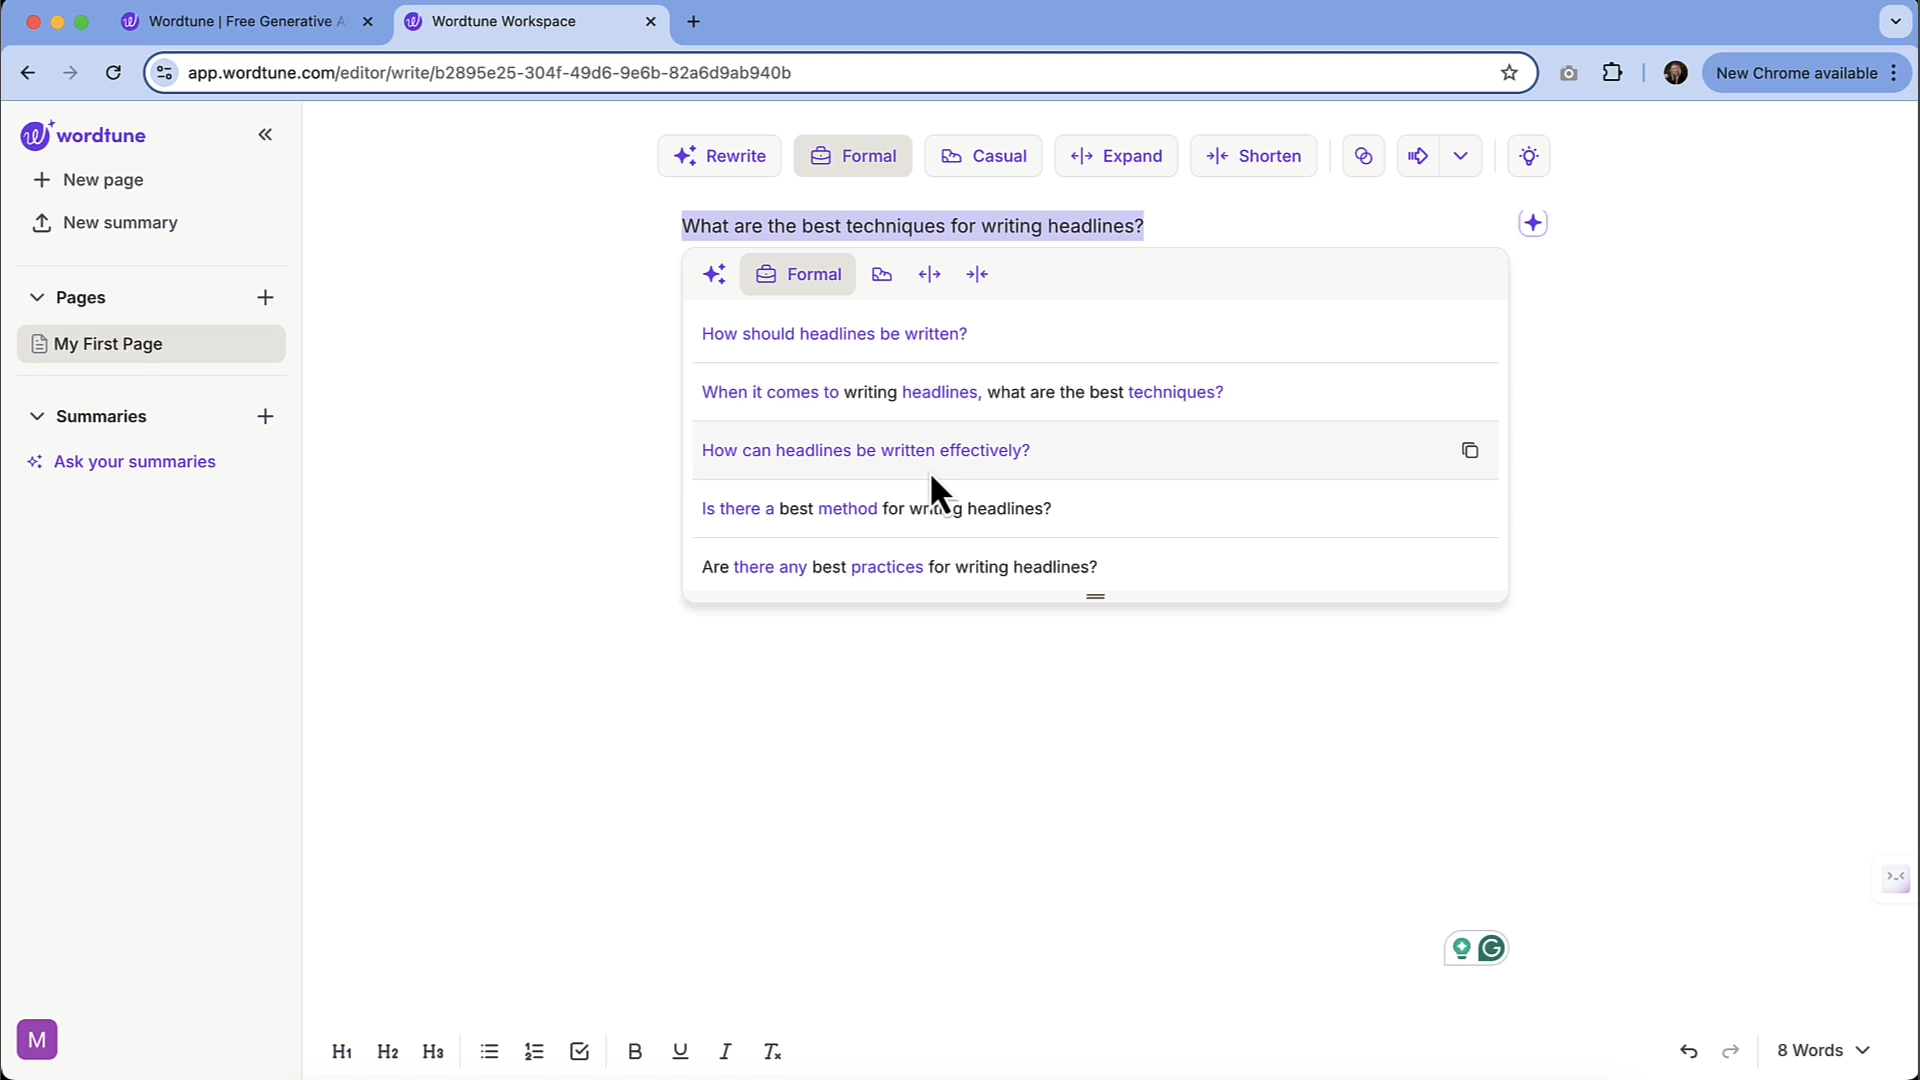 Wordtune | Free Generative A
Wordtune Workspace
app.wordtune.com/editor/write/b2895e25-304f-49d6-9e6b-82a6d9ab940b
New Chrome available
wordtune
New page
New summary
Pages
My First Page
Summaries
Ask your summaries
M
Rewrite
Formal
Casual
Expand
Shorten
What are the best techniques for writing headlines?
Formal
How should headlines be written?
When it comes to writing headlines, what are the best techniques?
How can headlines be written effectively?
Is there a best method for writing headlines?
Are there any best practices for writing headlines?
H1 H2 H3
B U I Tx
8 Words